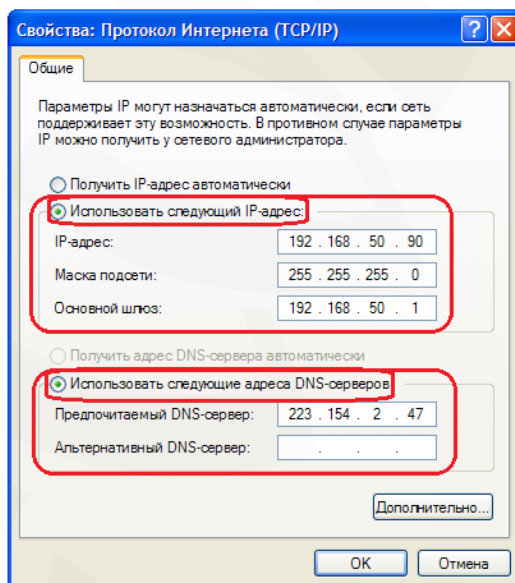 Свойства: Протокол Интернета (TCP/IP)
Общие
Параметры IP могут назначаться автоматически, если сеть
поддерживает эту возможность. В противном случае параметры
IP можно получить у сетевого администратора.
Получить IP-адрес автоматически
Использовать следующий IP-адрес:
IP-адрес: 192 . 168 . 50 . 90
Маска подсети: 255 . 255 . 255 . 0
Основной шлюз: 192 . 168 . 50 . 1
Получить адрес DNS-сервера автоматически
Использовать следующие адреса DNS-серверов
Предпочитаемый DNS-сервер: 223 . 154 . 2 . 47
Альтернативный DNS-сервер: . . .
Дополнительно...
OK Отмена